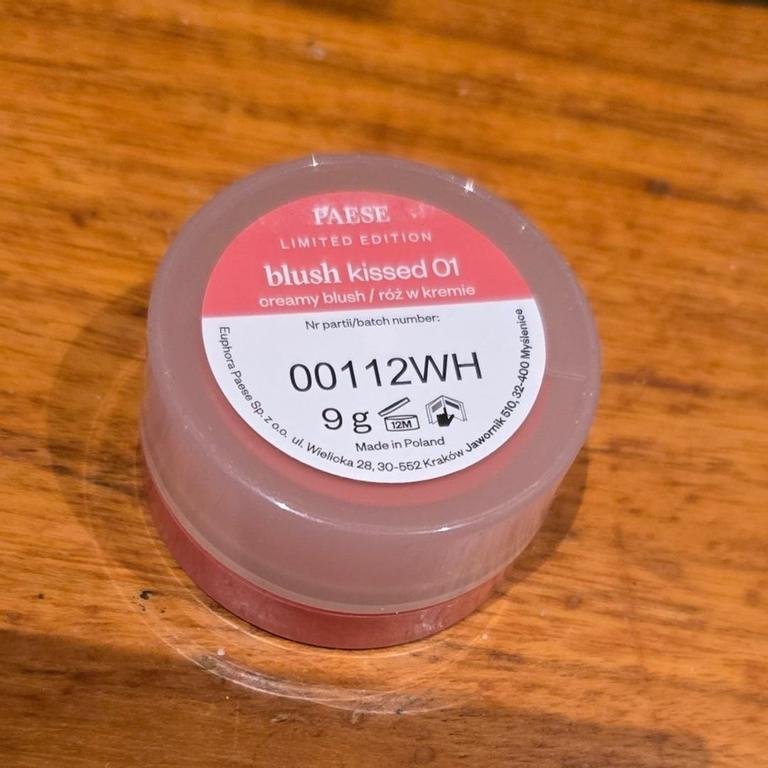 PAESE
LIMITED EDITION
blush kissed 01
creamy blush / róż w kremie
Nr partii/batch number:
00112WH
9 g 12M
Made in Poland
Euphora Paese Sp. z o.o. ul. Wielicka 28, 30-552 Kraków Jawornik 510, 32-400 Myślenice